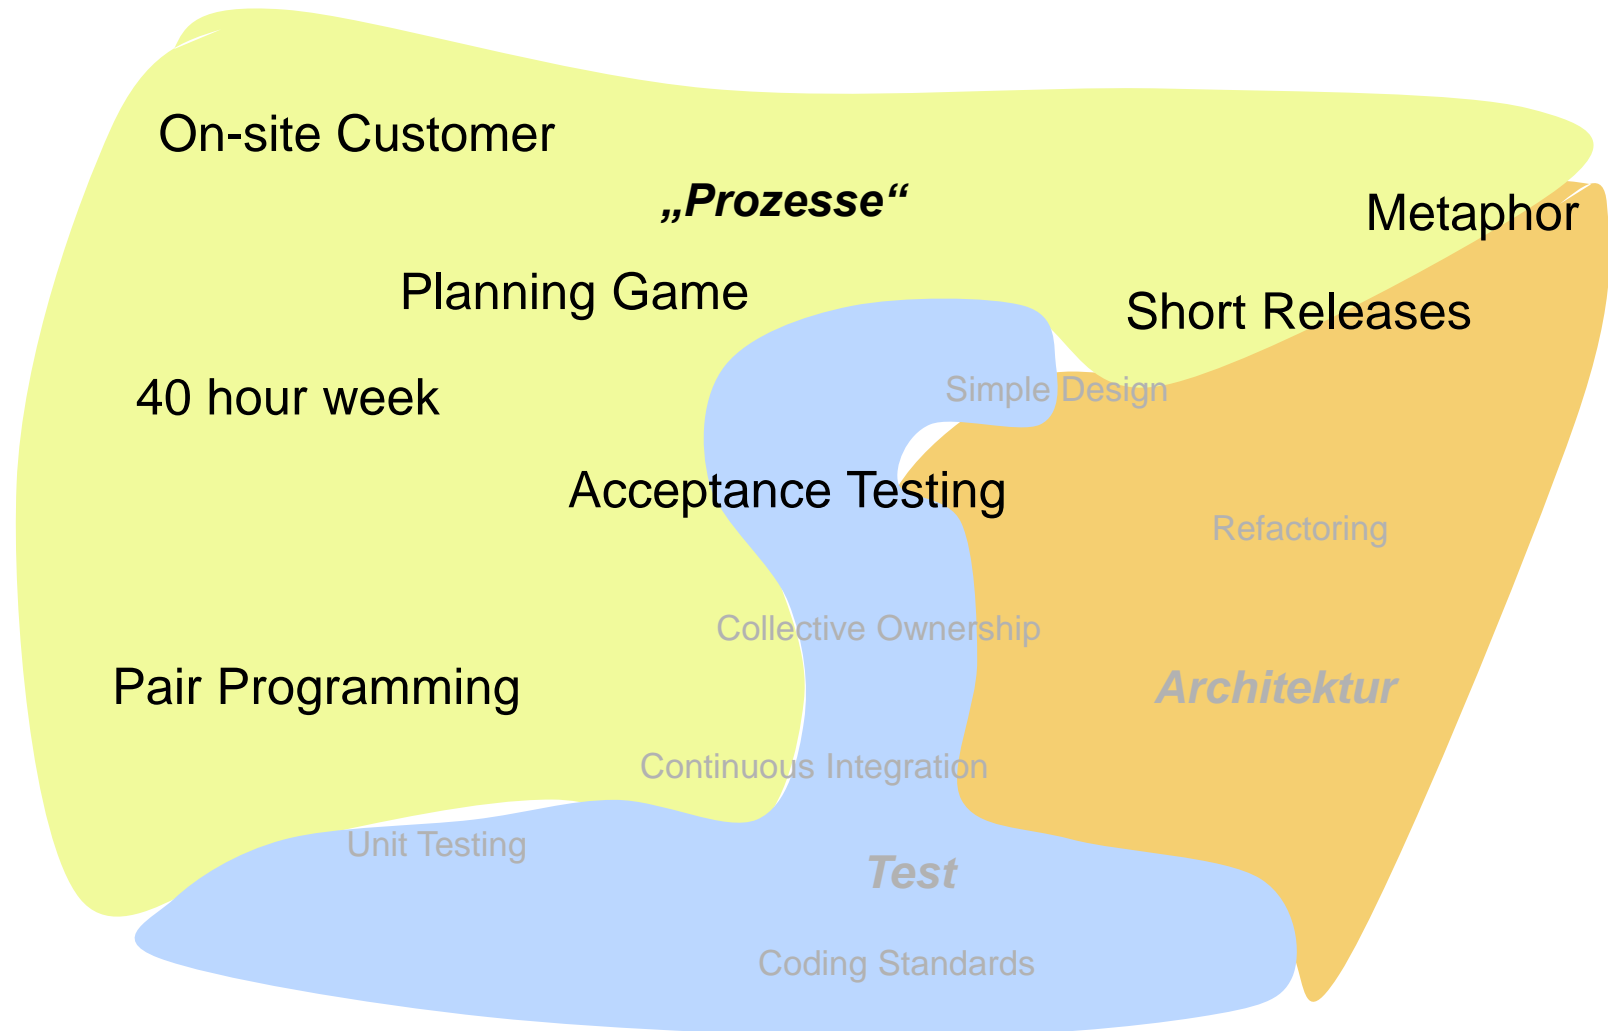 On-site Customer
„Prozesse“
Metaphor
Planning Game
Short Releases
Simple Design
40 hour week
Acceptance Testing
Refactoring
Collective Ownership
Pair Programming
Architektur
Continuous Integration
Unit Testing
Test
Coding Standards